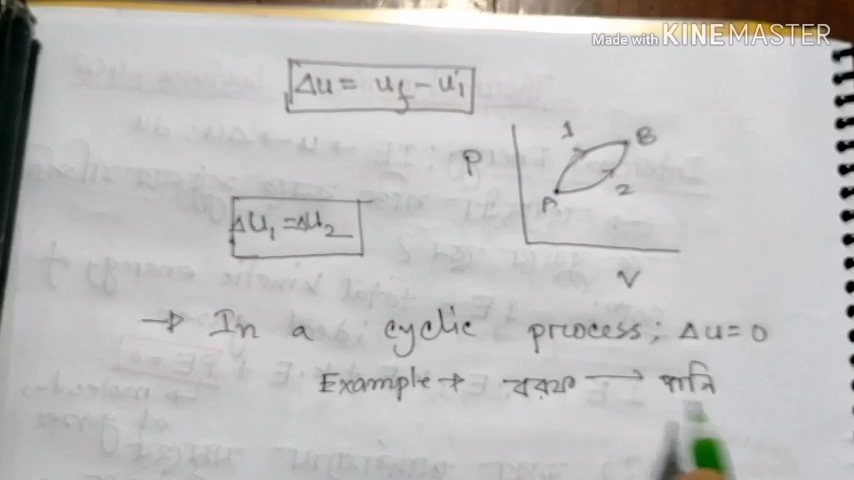 Made with KINEMASTER
ΔU = U_f - U_i
P
1
B
A
2
V
ΔU₁ = ΔU₂
→ In a cyclic process; ΔU = 0
Example → বরফ → পানি